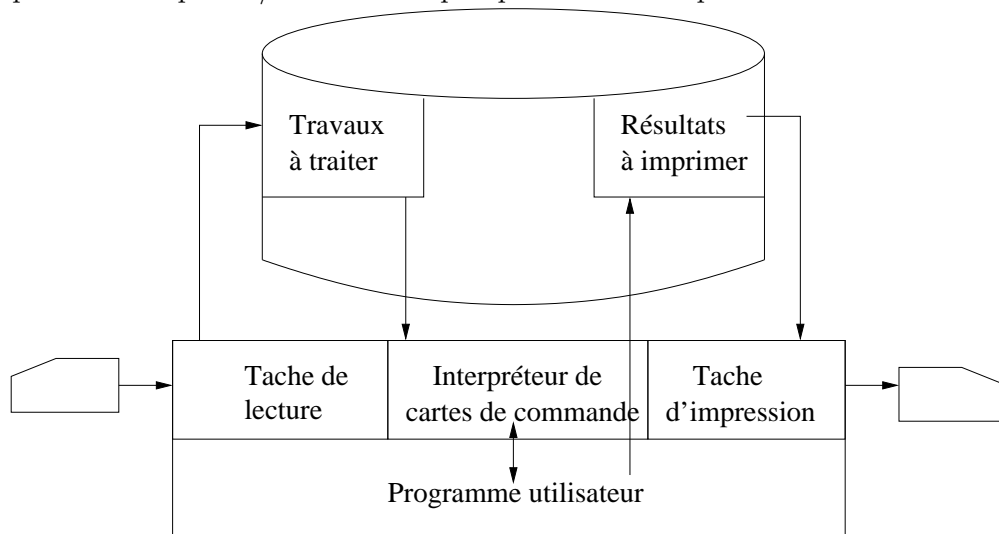 Travaux
à traiter
Résultats
à imprimer
Tache de
lecture
Interpréteur de
cartes de commande
Tache
d'impression
Programme utilisateur